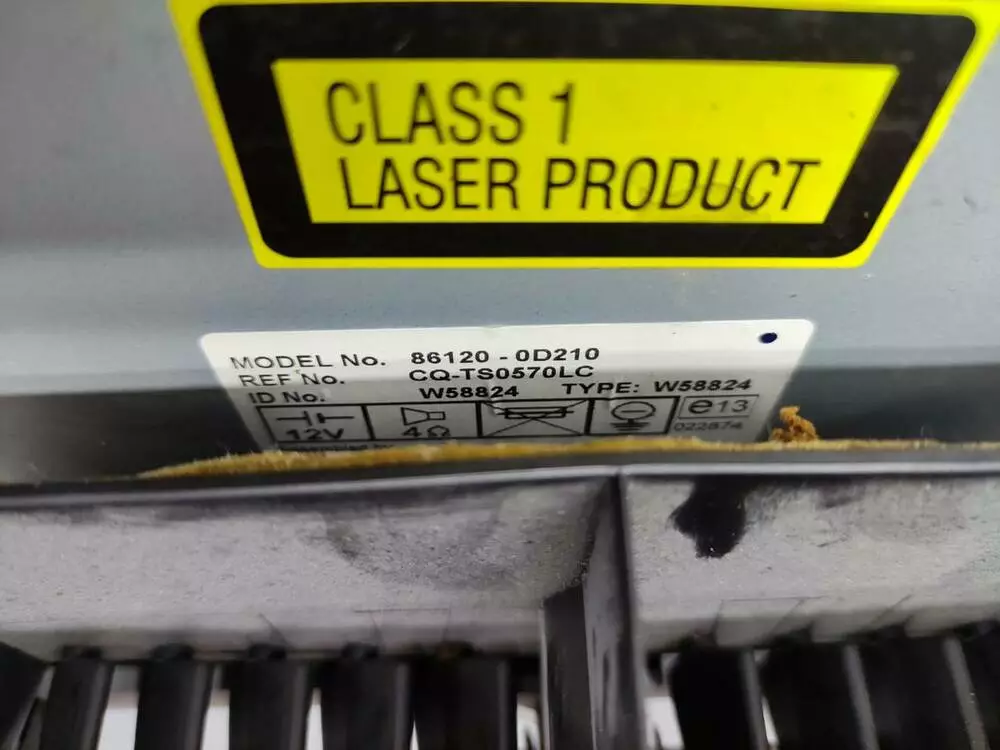 CLASS 1
LASER PRODUCT
MODEL No. 86120 - 0D210
REF No. CQ-TS0570LC
ID No. W58824 TYPE: W58824
12V 4Ω e13
022874